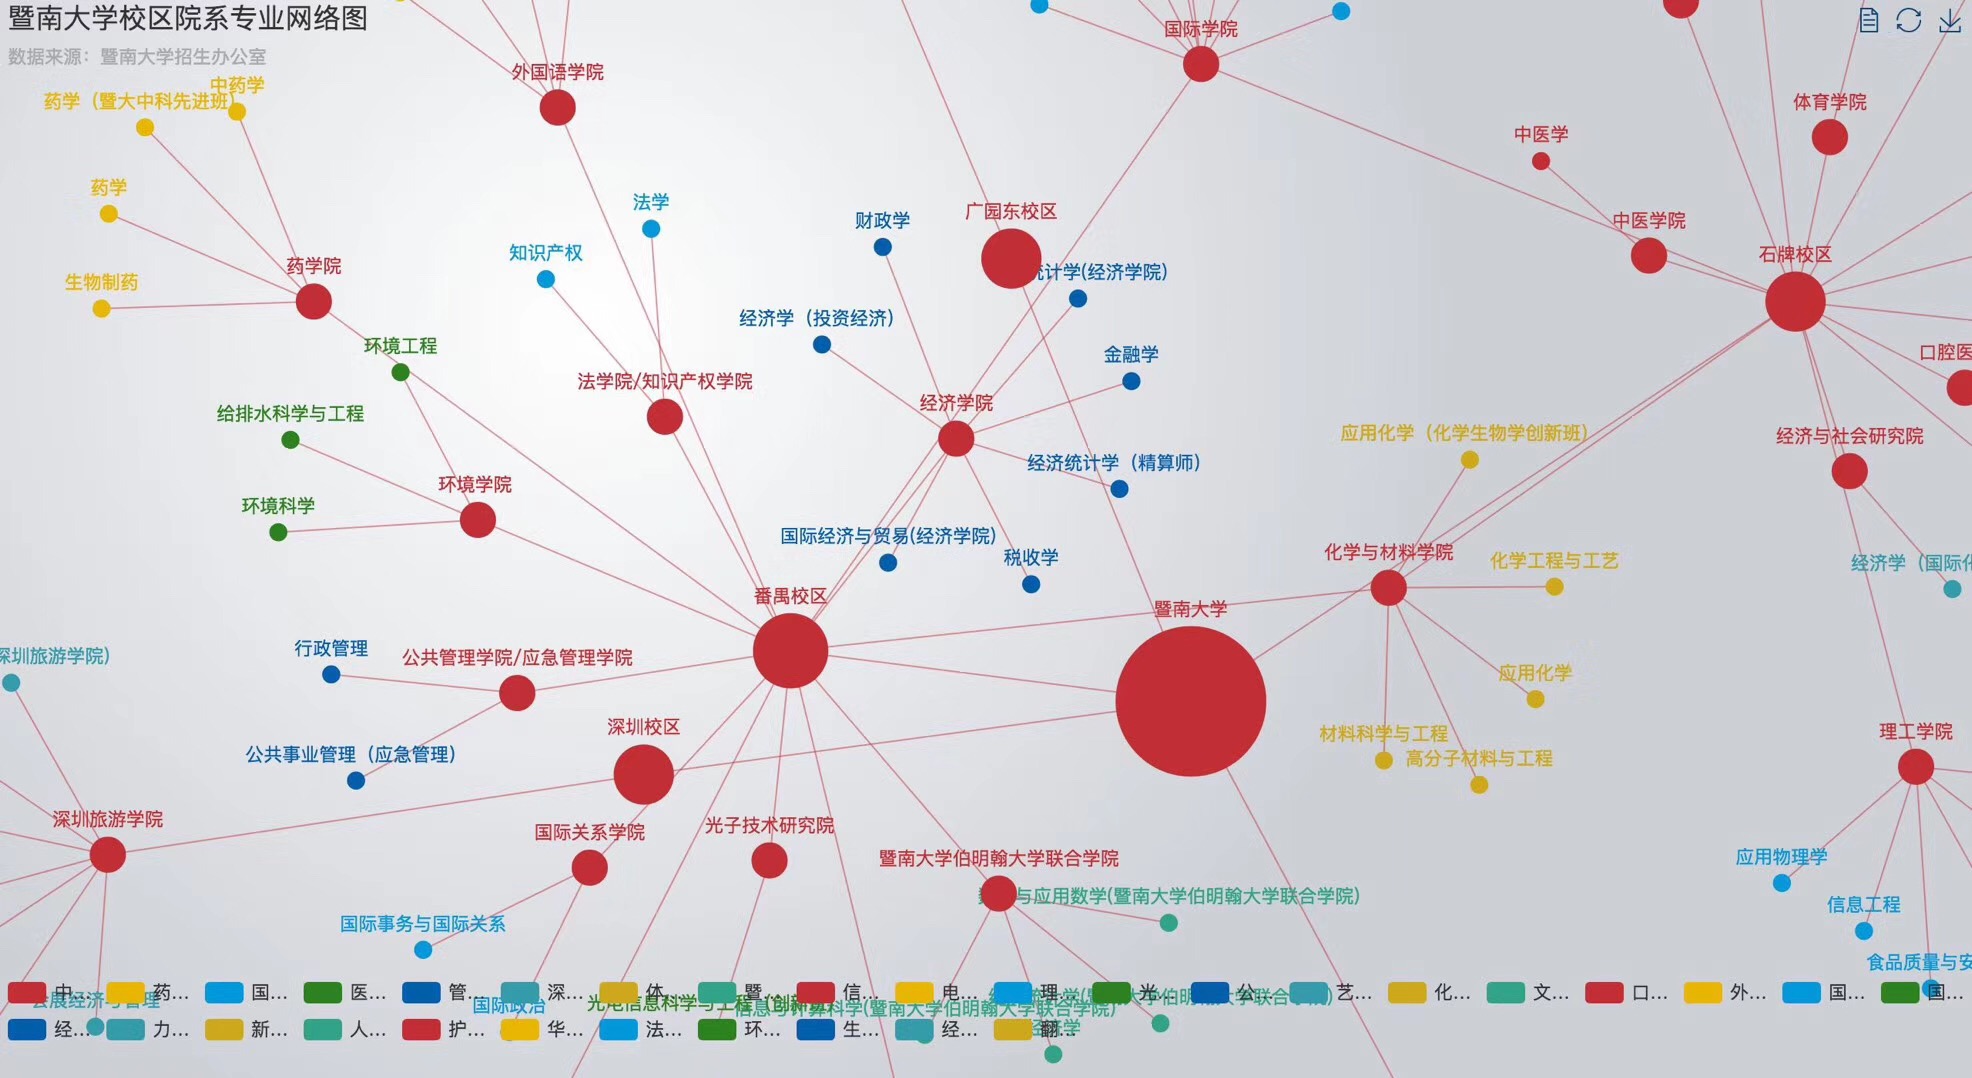 暨南大学校区院系专业网络图
数据来源：暨南大学招生办公室
国际学院
外国语学院
中药学
药学（暨大中科先进班）
体育学院
中医学
药学
法学
广园东校区
财政学
中医学院
知识产权
石牌校区
药学院
统计学(经济学院)
生物制药
经济学（投资经济）
环境工程
金融学
口腔医
法学院/知识产权学院
经济学院
给排水科学与工程
应用化学（化学生物学创新班）
经济与社会研究院
经济统计学（精算师）
环境学院
环境科学
国际经济与贸易(经济学院)
税收学
化学与材料学院
化学工程与工艺
经济学（国际化
番禺校区
暨南大学
行政管理
深圳旅游学院)
公共管理学院/应急管理学院
应用化学
深圳校区
材料科学与工程
理工学院
公共事业管理（应急管理）
高分子材料与工程
深圳旅游学院
国际关系学院
光子技术研究院
暨南大学伯明翰大学联合学院
应用物理学
与应用数学(暨南大学伯明翰大学联合学院)
信息工程
国际事务与国际关系
食品质量与安
中... 药... 国... 医... 管... 深... 体... 暨... 信... 电... 理... 光... 公... 艺... 化... 文... 口... 外... 国... 国...
会展经济与管理
国际政治
光电信息科学与工程（创新班）
信息与计算科学(暨南大学伯明翰大学联合学院)
经... 力... 新... 人... 护... 华... 法... 环... 生... 经... 翻...